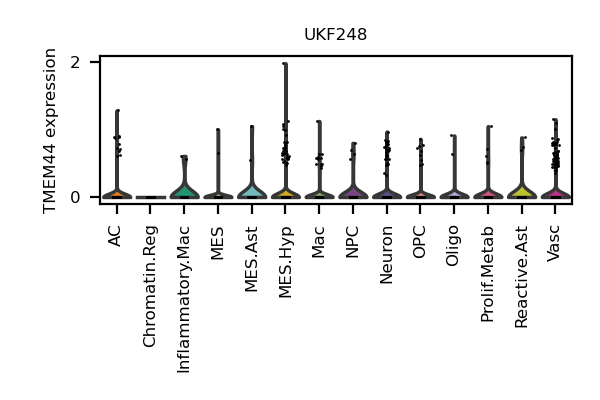 UKF248
TMEM44 expression
2
0
AC
Chromatin.Reg
Inflammatory.Mac
MES
MES.Ast
MES.Hyp
Mac
NPC
Neuron
OPC
Oligo
Prolif.Metab
Reactive.Ast
Vasc